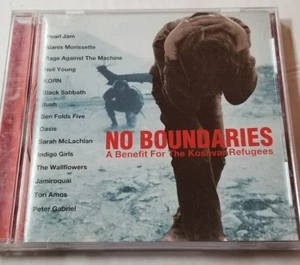 Pearl Jam
Alanis Morissette
Rage Against The Machine
Neil Young
KORN
Black Sabbath
Bush
Ben Folds Five
Oasis
Sarah McLachlan
Indigo Girls
The Wallflowers
Jamiroquai
Tori Amos
Peter Gabriel
NO BOUNDARIES
A Benefit For The Kosovar Refugees